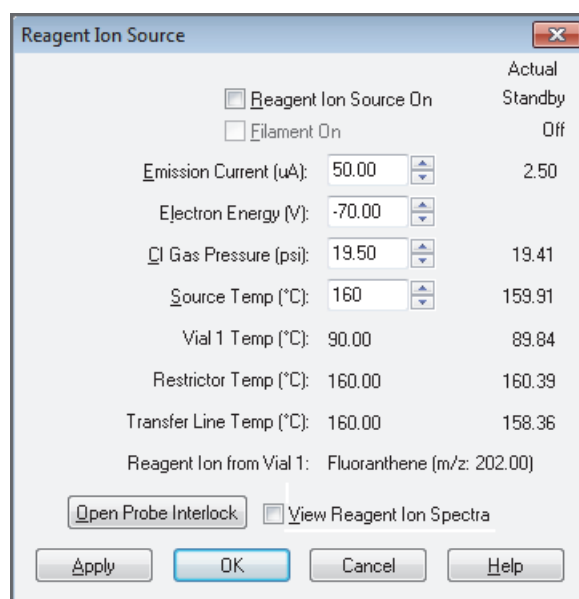 Reagent Ion Source
Actual
Reagent Ion Source On Standby
Filament On Off
Emission Current (uA): 50.00 2.50
Electron Energy (V): -70.00
CI Gas Pressure (psi): 19.50 19.41
Source Temp (°C): 160 159.91
Vial 1 Temp (°C): 90.00 89.84
Restrictor Temp (°C): 160.00 160.39
Transfer Line Temp (°C): 160.00 158.36
Reagent Ion from Vial 1: Fluoranthene (m/z: 202.00)
Open Probe Interlock View Reagent Ion Spectra
Apply OK Cancel Help